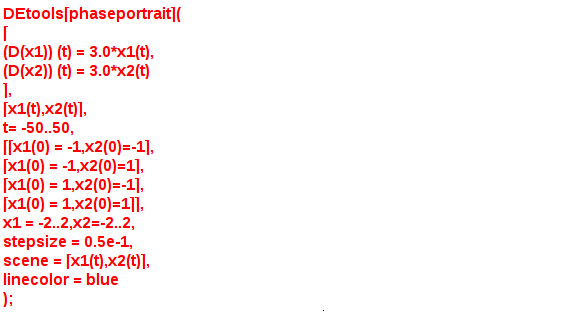 DEtools[phaseportrait](
[
(D(x1)) (t) = 3.0*x1(t),
(D(x2)) (t) = 3.0*x2(t)
],
[x1(t),x2(t)],
t= -50..50,
[[x1(0) = -1,x2(0)=-1],
[x1(0) = -1,x2(0)=1],
[x1(0) = 1,x2(0)=-1],
[x1(0) = 1,x2(0)=1]],
x1 = -2..2,x2=-2..2,
stepsize = 0.5e-1,
scene = [x1(t),x2(t)],
linecolor = blue
);